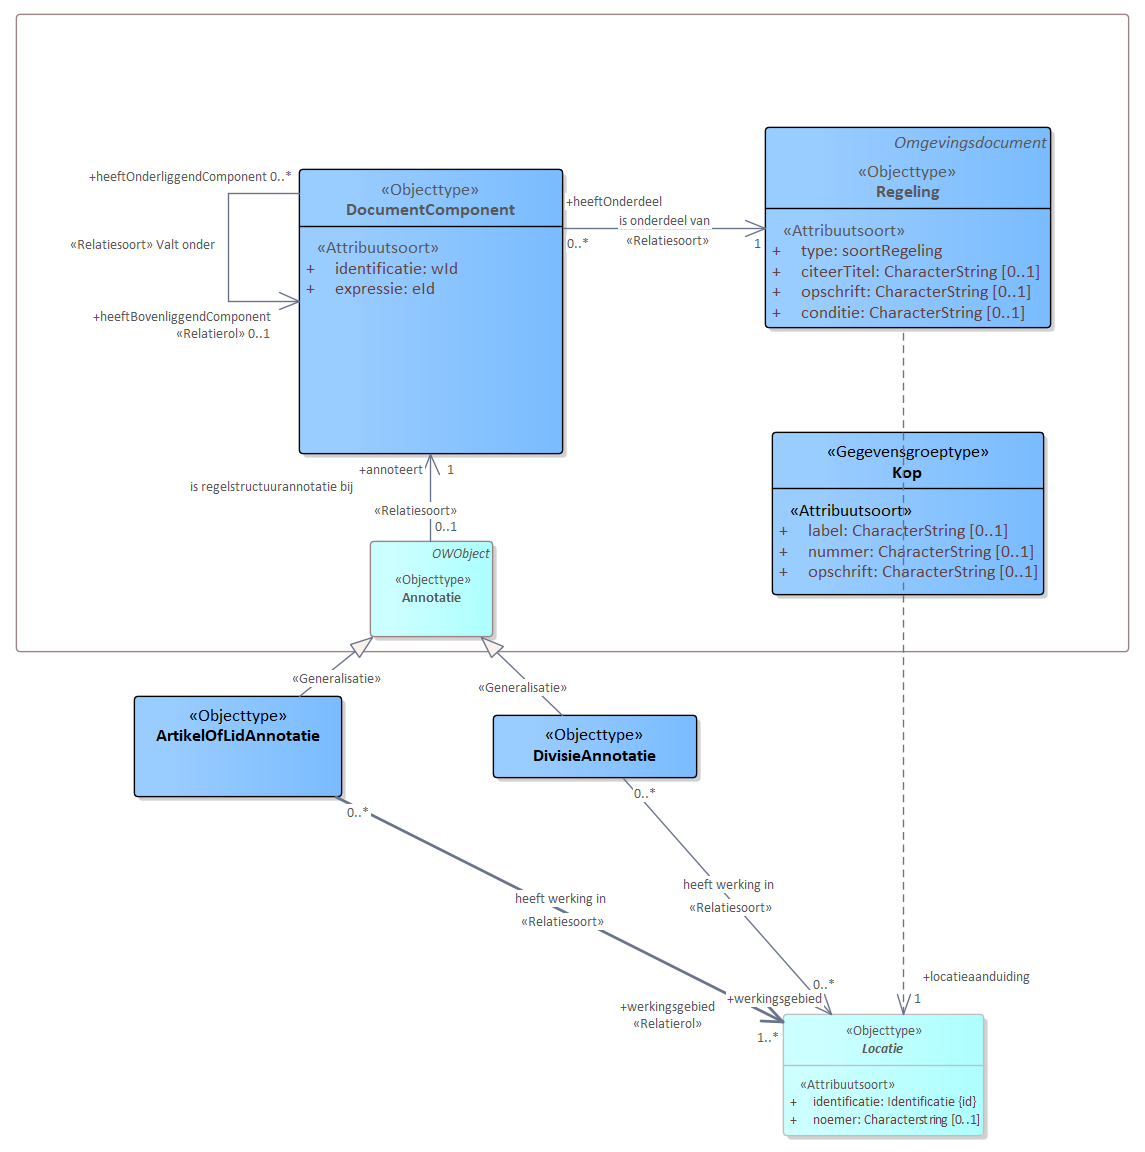 Omgevingsdocument
«Objecttype»
Regeling
«Attribuutsoort»
+ type: soortRegeling
+ citeerTitel: CharacterString [0..1]
+ opschrift: CharacterString [0..1]
+ conditie: CharacterString [0..1]
+heeftOnderliggendComponent 0..*
«Relatiesoort» Valt onder
+heeftBovenliggendComponent
«Relatierol» 0..1
«Objecttype»
DocumentComponent
«Attribuutsoort»
+ identificatie: wId
+ expressie: eId
+heeftOnderdeel
is onderdeel van
0..*
«Relatiesoort»
1
«Gegevensgroeptype»
Kop
«Attribuutsoort»
+ label: CharacterString [0..1]
+ nummer: CharacterString [0..1]
+ opschrift: CharacterString [0..1]
+annoteert
1
is regelstructuurannotatie bij
«Relatiesoort»
0..1
OWObject
«Objecttype»
Annotatie
«Generalisatie»
«Generalisatie»
«Objecttype»
ArtikelOfLidAnnotatie
«Objecttype»
DivisieAnnotatie
0..*
0..*
heeft werking in
«Relatiesoort»
heeft werking in
«Relatiesoort»
+locatieaanduiding
1
0..*
+werkingsgebied
+werkingsgebied
«Relatierol»
1..*
«Objecttype»
Locatie
«Attribuutsoort»
+ identificatie: Identificatie {id}
+ noemer: Characterstring [0..1]